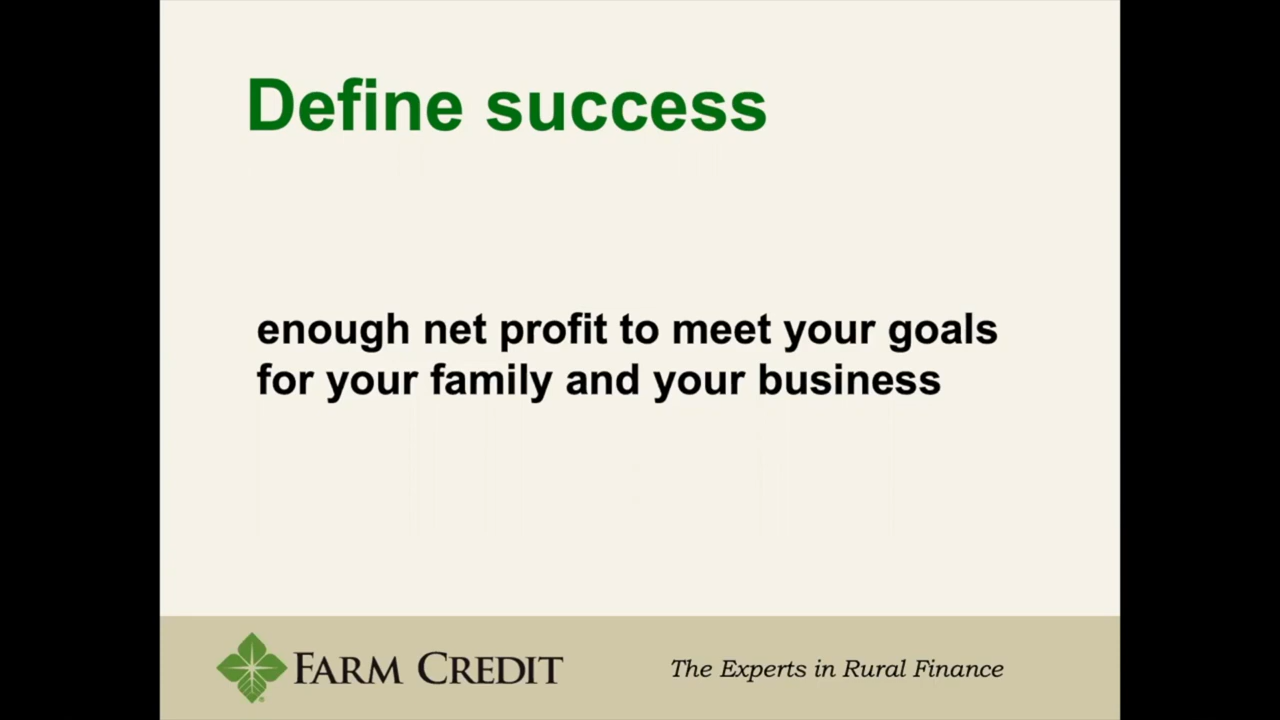 Define success
enough net profit to meet your goals
for your family and your business
FARM CREDIT
The Experts in Rural Finance